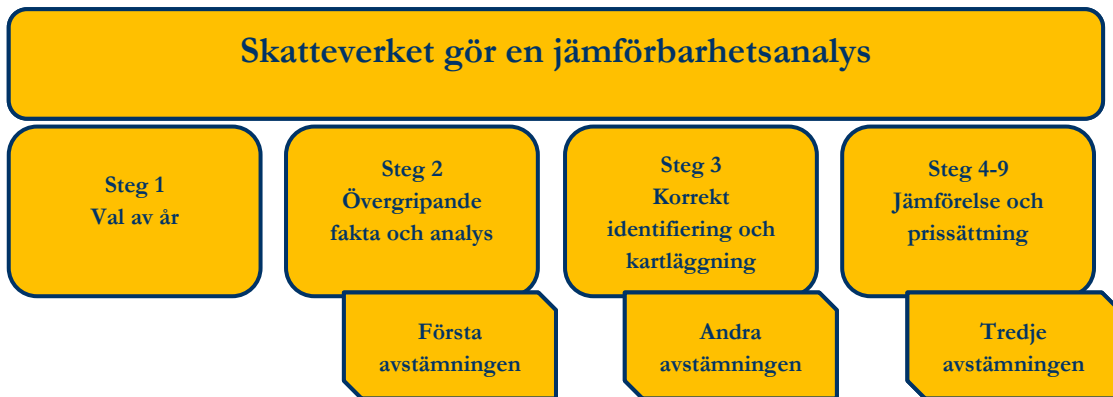 Skatteverket gör en jämförbarhetsanalys
Steg 1
Val av år
Steg 2
Övergripande
fakta och analys
Steg 3
Korrekt
identifiering och
kartläggning
Steg 4-9
Jämförelse och
prissättning
Första
avstämningen
Andra
avstämningen
Tredje
avstämningen